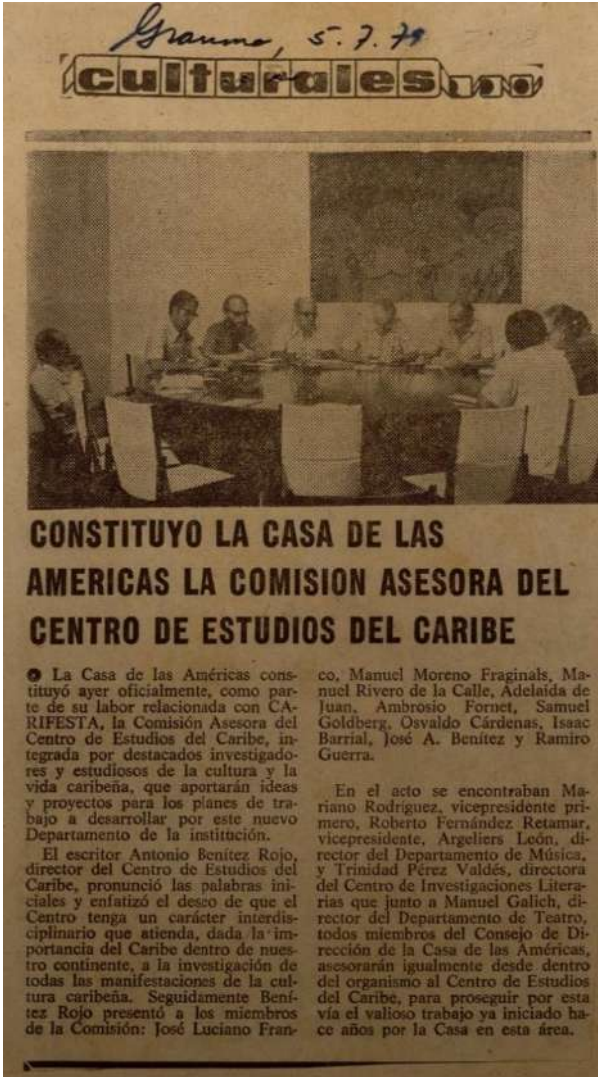 Granma, 5.7.79
culturales
CONSTITUYO LA CASA DE LAS
AMERICAS LA COMISION ASESORA DEL
CENTRO DE ESTUDIOS DEL CARIBE
La Casa de las Américas cons-
tituyó ayer oficialmente, como par-
te de su labor relacionada con CA-
RIFESTA, la Comisión Asesora del
Centro de Estudios del Caribe, in-
tegrada por destacados investigado-
res y estudiosos de la cultura y la
vida caribeña, que aportarán ideas
y proyectos para los planes de tra-
bajo a desarrollar por este nuevo
Departamento de la institución.
El escritor Antonio Benítez Rojo,
director del Centro de Estudios del
Caribe, pronunció las palabras ini-
ciales y enfatizó el deseo de que el
Centro tenga un carácter interdis-
ciplinario que atienda, dada la im-
portancia del Caribe dentro de nues-
tro continente, a la investigación de
todas las manifestaciones de la cul-
tura caribeña. Seguidamente Bení-
tez Rojo presentó a los miembros
de la Comisión: José Luciano Fran-
co, Manuel Moreno Fraginals, Ma-
nuel Rivero de la Calle, Adelaida de
Juan, Ambrosio Fornet, Samuel
Goldberg, Osvaldo Cárdenas, Isaac
Barrial, José A. Benítez y Ramiro
Guerra.
En el acto se encontraban Ma-
riano Rodríguez, vicepresidente pri-
mero, Roberto Fernández Retamar,
vicepresidente, Argeliers León, di-
rector del Departamento de Música,
y Trinidad Pérez Valdés, directora
del Centro de Investigaciones Litera-
rias que junto a Manuel Galich, di-
rector del Departamento de Teatro,
todos miembros del Consejo de Di-
rección de la Casa de las Américas,
asesorarán igualmente desde dentro
del organismo al Centro de Estudios
del Caribe, para proseguir por esta
vía el valioso trabajo ya iniciado ha-
ce años por la Casa en esta área.